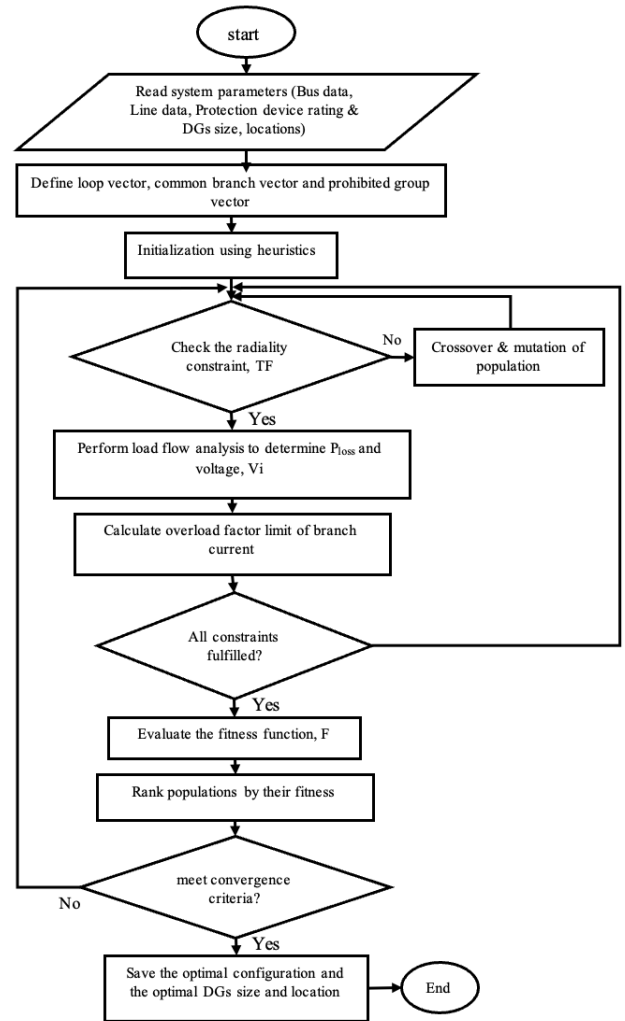 start
Read system parameters (Bus data,
Line data, Protection device rating &
DGs size, locations)
Define loop vector, common branch vector and prohibited group
vector
Initialization using heuristics
Check the radiality
constraint, TF
No
Crossover & mutation of
population
Yes
Perform load flow analysis to determine Ploss and
voltage, Vi
Calculate overload factor limit of branch
current
All constraints
fulfilled?
Yes
Evaluate the fitness function, F
Rank populations by their fitness
meet convergence
criteria?
No
Yes
Save the optimal configuration and
the optimal DGs size and location
End